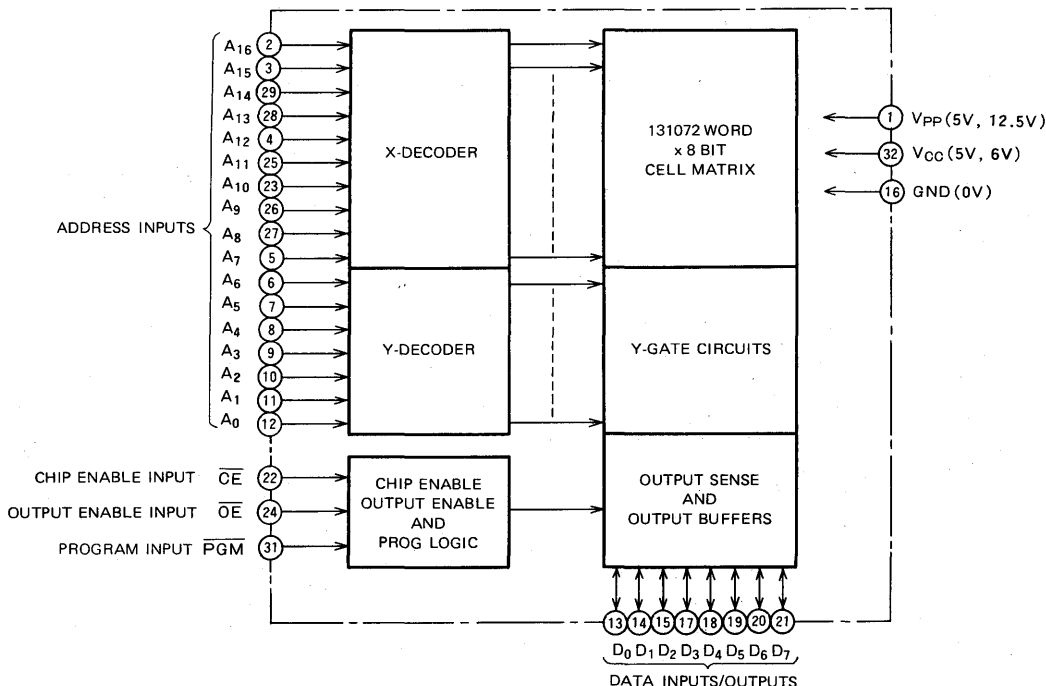 ADDRESS INPUTS
A16 2
A15 3
A14 29
A13 28
A12 4
A11 25
A10 23
A9 26
A8 27
A7 5
A6 6
A5 7
A4 8
A3 9
A2 10
A1 11
A0 12
CHIP ENABLE INPUT CE 22
OUTPUT ENABLE INPUT OE 24
PROGRAM INPUT PGM 31
X-DECODER
Y-DECODER
CHIP ENABLE
OUTPUT ENABLE
AND
PROG LOGIC
131072 WORD
x 8 BIT
CELL MATRIX
Y-GATE CIRCUITS
OUTPUT SENSE
AND
OUTPUT BUFFERS
1 VPP (5V, 12.5V)
32 VCC (5V, 6V)
16 GND (0V)
13 14 15 17 18 19 20 21
D0 D1 D2 D3 D4 D5 D6 D7
DATA INPUTS/OUTPUTS